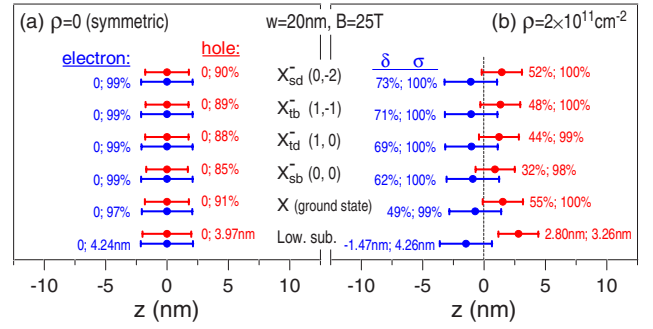 (a) ρ=0 (symmetric) w=20nm, B=25T (b) ρ=2×10¹¹cm⁻²
electron: hole: δ σ
0; 90% X⁻sd (0,-2) 52%; 100%
0; 99% 73%; 100%
0; 89% X⁻tb (1,-1) 48%; 100%
0; 99% 71%; 100%
0; 88% X⁻td (1, 0) 44%; 99%
0; 99% 69%; 100%
0; 85% X⁻sb (0, 0) 32%; 98%
0; 99% 62%; 100%
0; 91% X (ground state) 55%; 100%
0; 97% 49%; 99%
0; 3.97nm Low. sub. 2.80nm; 3.26nm
0; 4.24nm -1.47nm; 4.26nm
-10 -5 0 5 10 -10 -5 0 5 10
z (nm) z (nm)